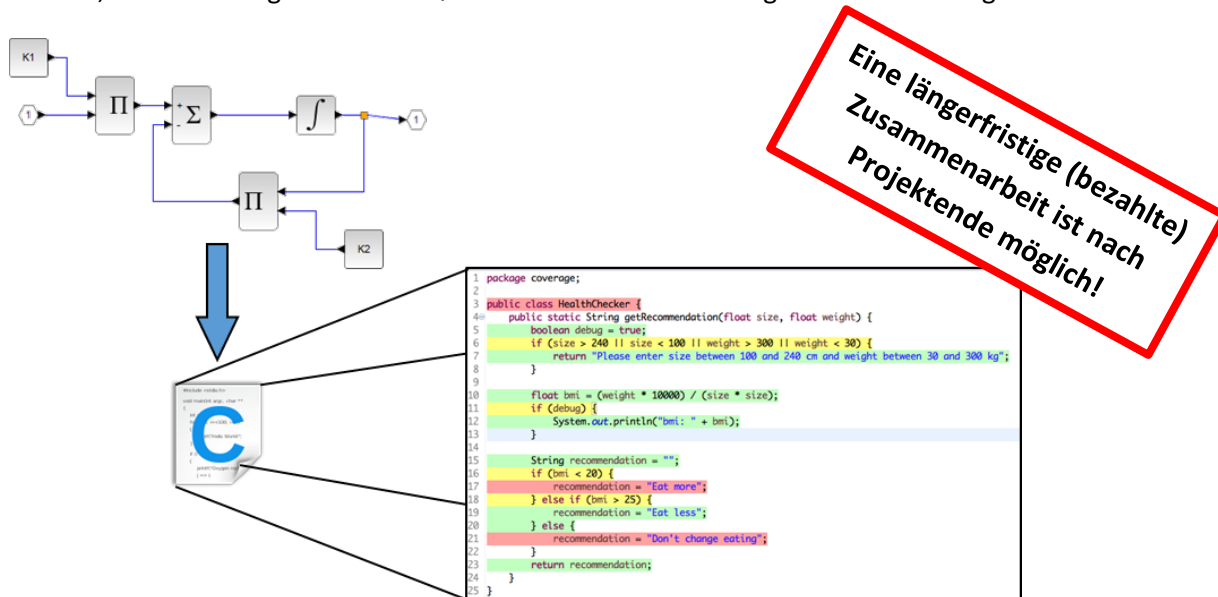 K1
1
Π
+
-
Σ
∫
1
Π
K2
Eine längerfristige (bezahlte)
Zusammenarbeit ist nach
Projektende möglich!
C
1 package coverage;
2
3 public class HealthChecker {
4 public static String getRecommendation(float size, float weight) {
5 boolean debug = true;
6 if (size > 240 || size < 100 || weight > 300 || weight < 30) {
7 return "Please enter size between 100 and 240 cm and weight between 30 and 300 kg";
8 }
9
10 float bmi = (weight * 10000) / (size * size);
11 if (debug) {
12 System.out.println("bmi: " + bmi);
13 }
14
15 String recommendation = "";
16 if (bmi < 20) {
17 recommendation = "Eat more";
18 } else if (bmi > 25) {
19 recommendation = "Eat less";
20 } else {
21 recommendation = "Don't change eating";
22 }
23 return recommendation;
24 }
25 }